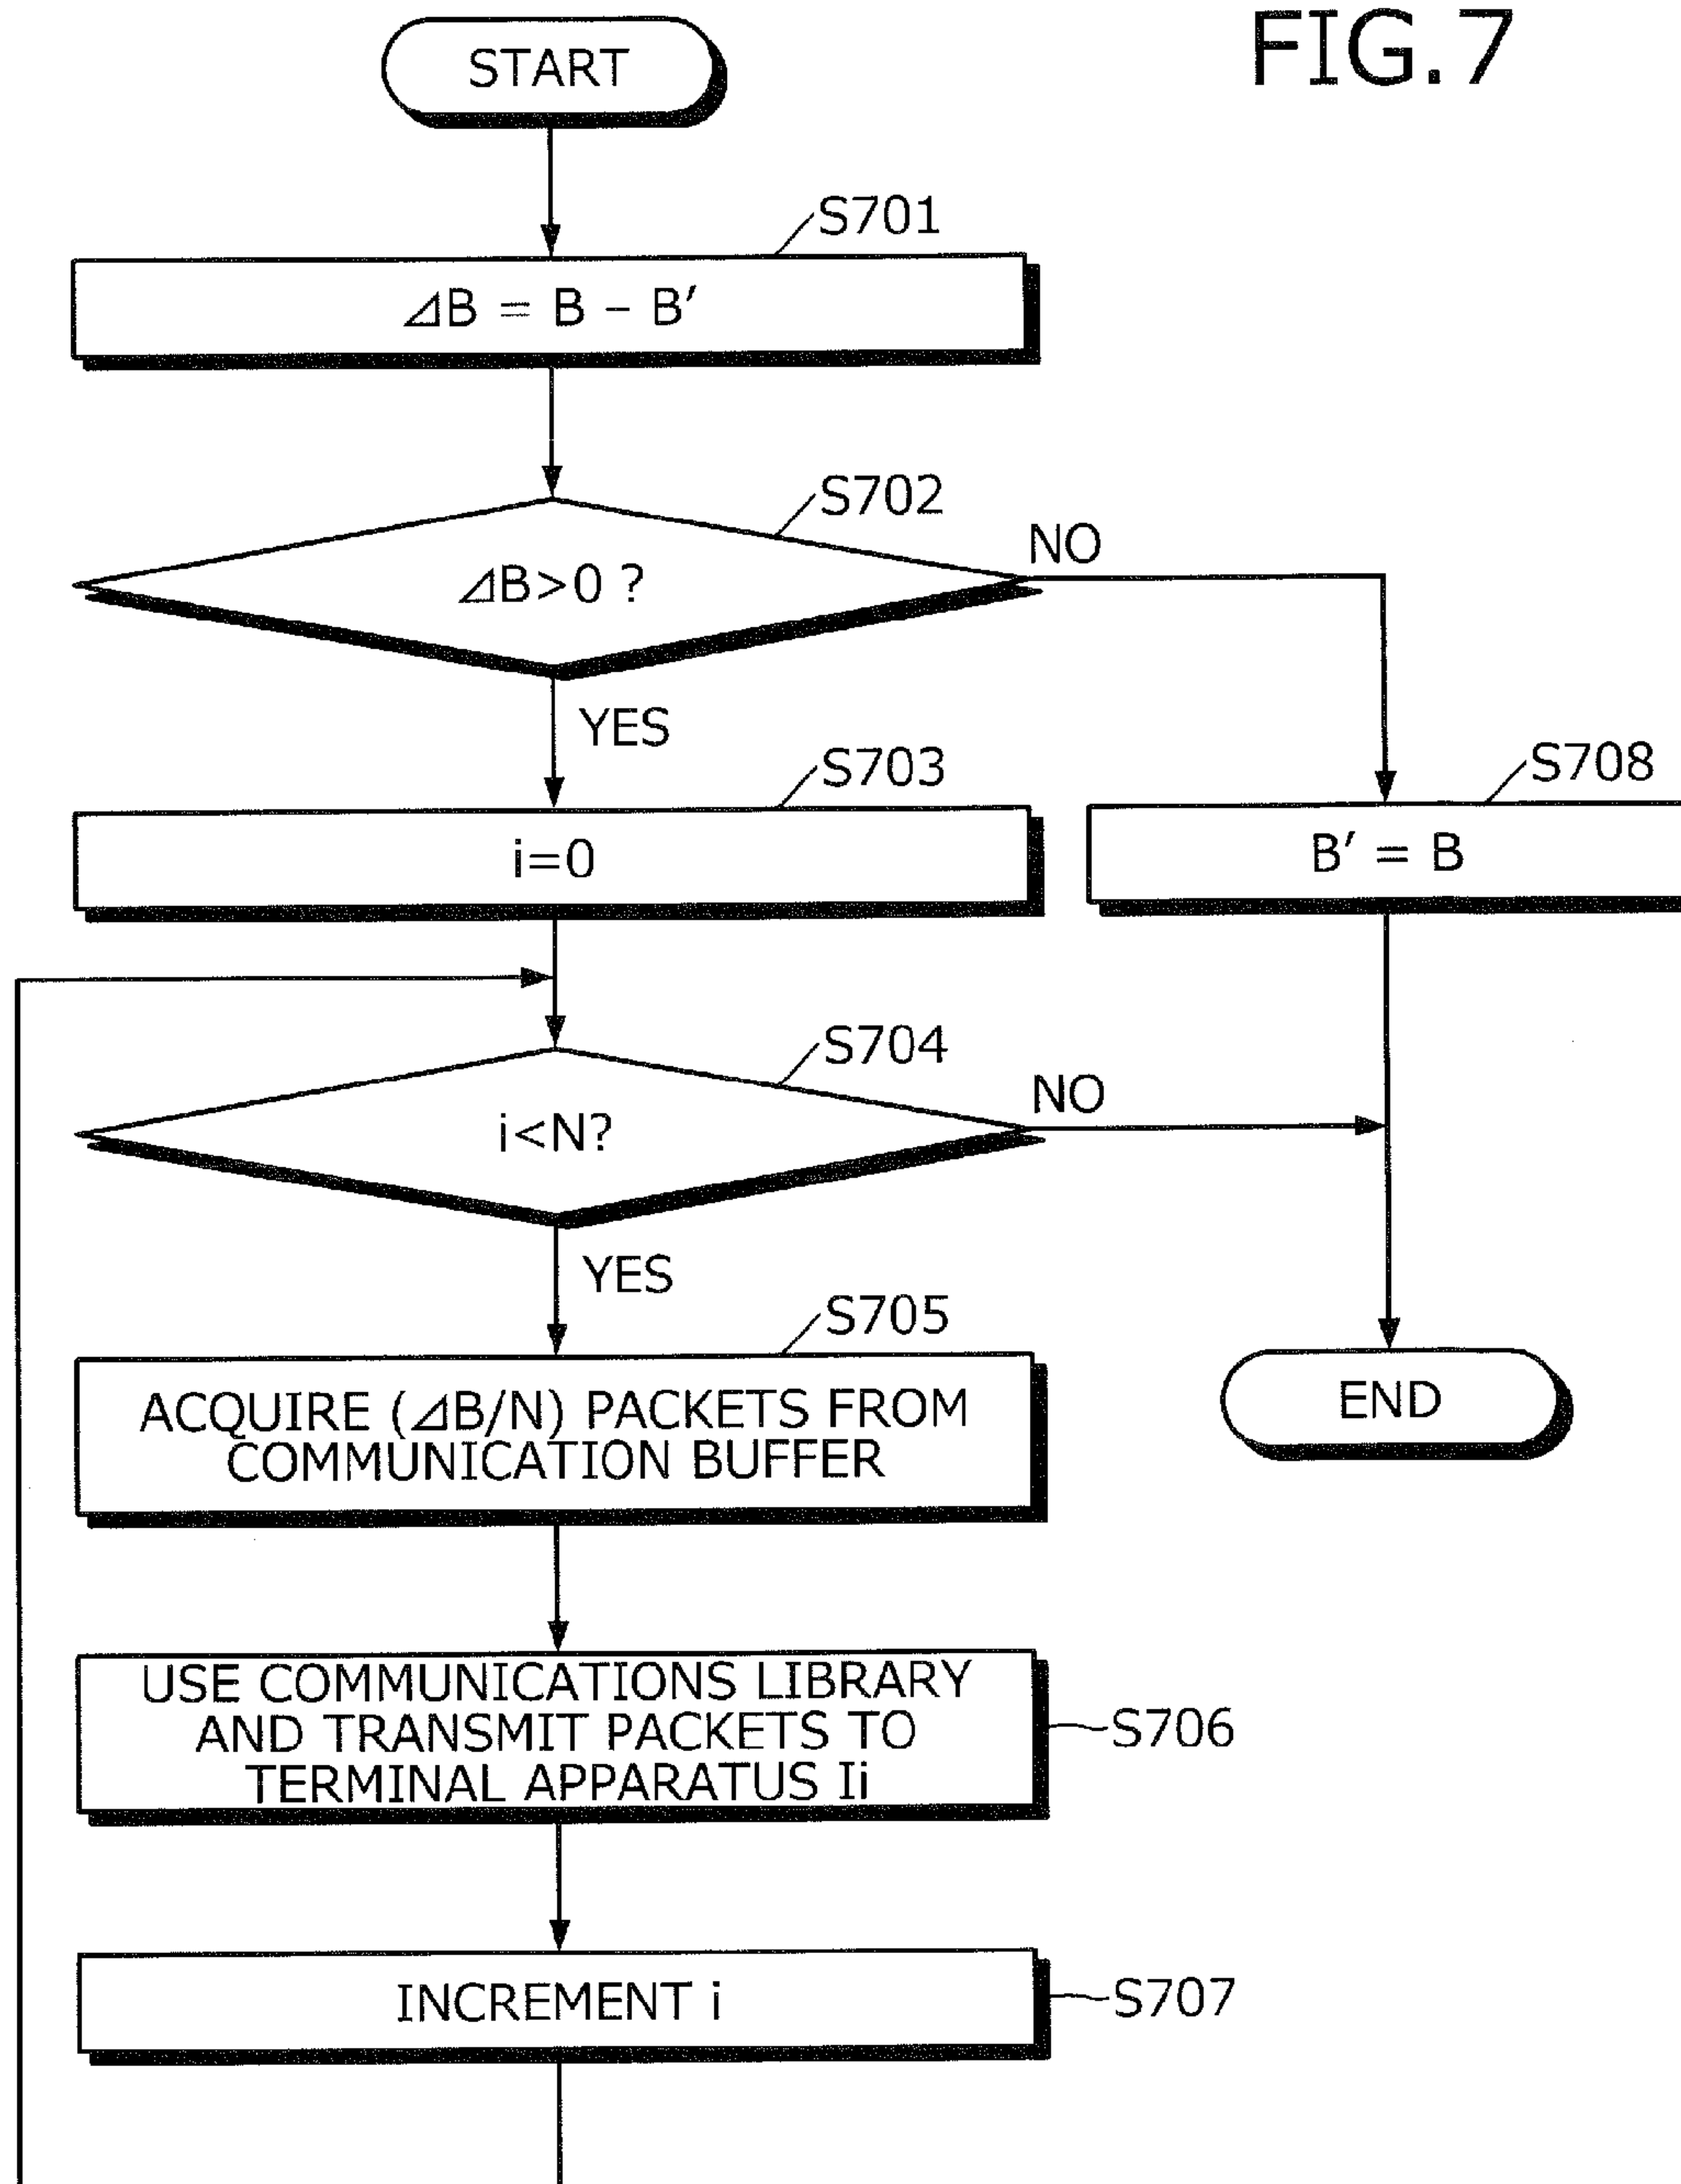 FIG.7
START
S701
⊿B = B − B′
S702
⊿B>0 ?
NO
YES
S703
i=0
S708
B′ = B
S704
i<N?
NO
YES
S705
ACQUIRE (⊿B/N) PACKETS FROM
COMMUNICATION BUFFER
END
USE COMMUNICATIONS LIBRARY
AND TRANSMIT PACKETS TO
TERMINAL APPARATUS Ii
S706
INCREMENT i
S707